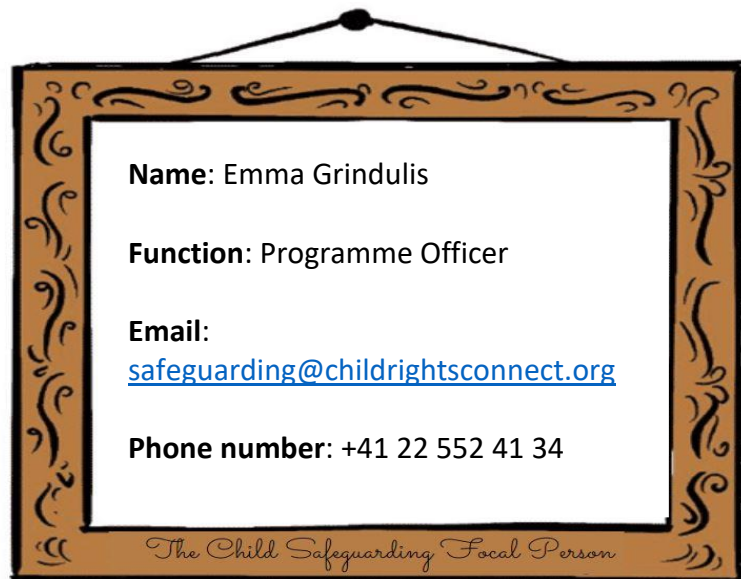 Name: Emma Grindulis
Function: Programme Officer
Email:
safeguarding@childrightsconnect.org
Phone number: +41 22 552 41 34
The Child Safeguarding Focal Person